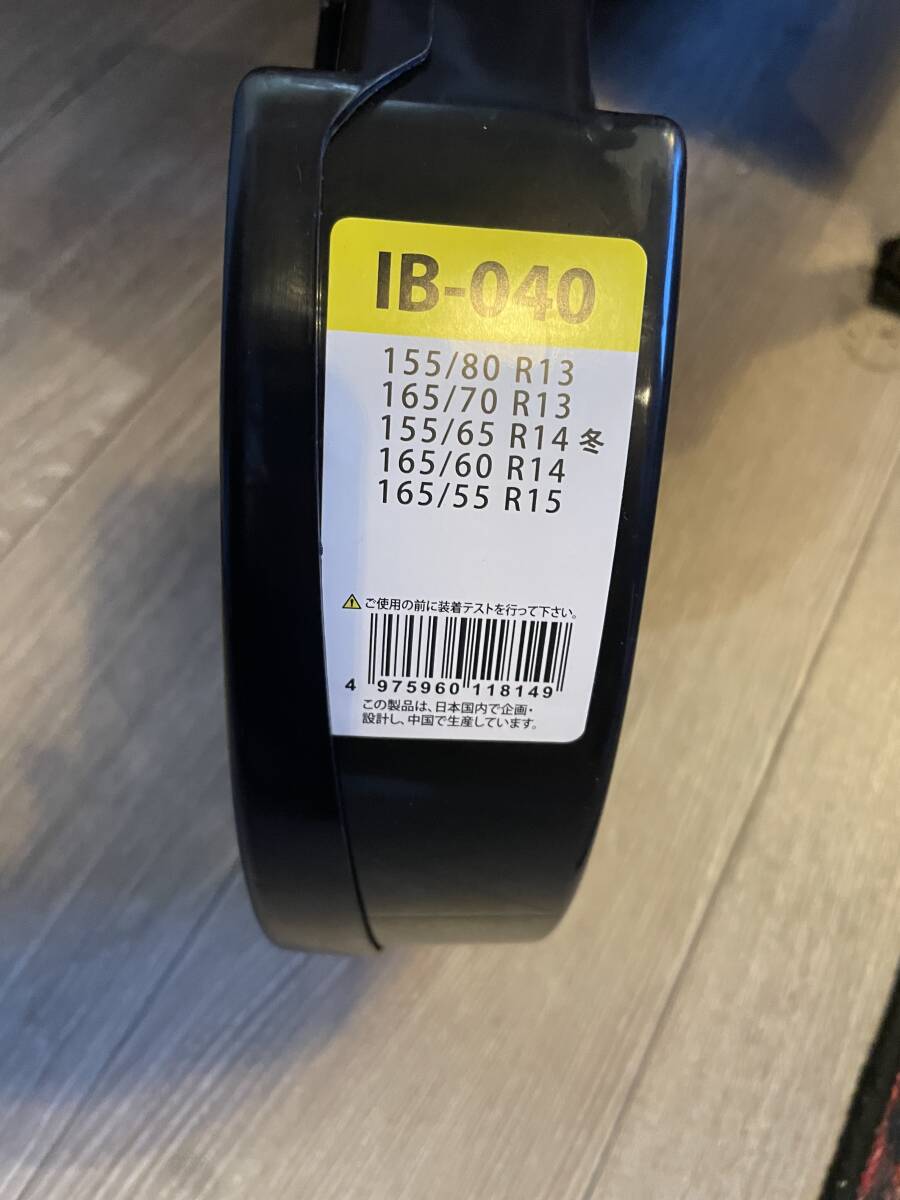 IB-040
155/80 R13
165/70 R13
155/65 R14 冬
165/60 R14
165/55 R15
ご使用の前に装着テストを行って下さい。
4 975960 118149
この製品は、日本国内で企画・
設計し、中国で生産しています。